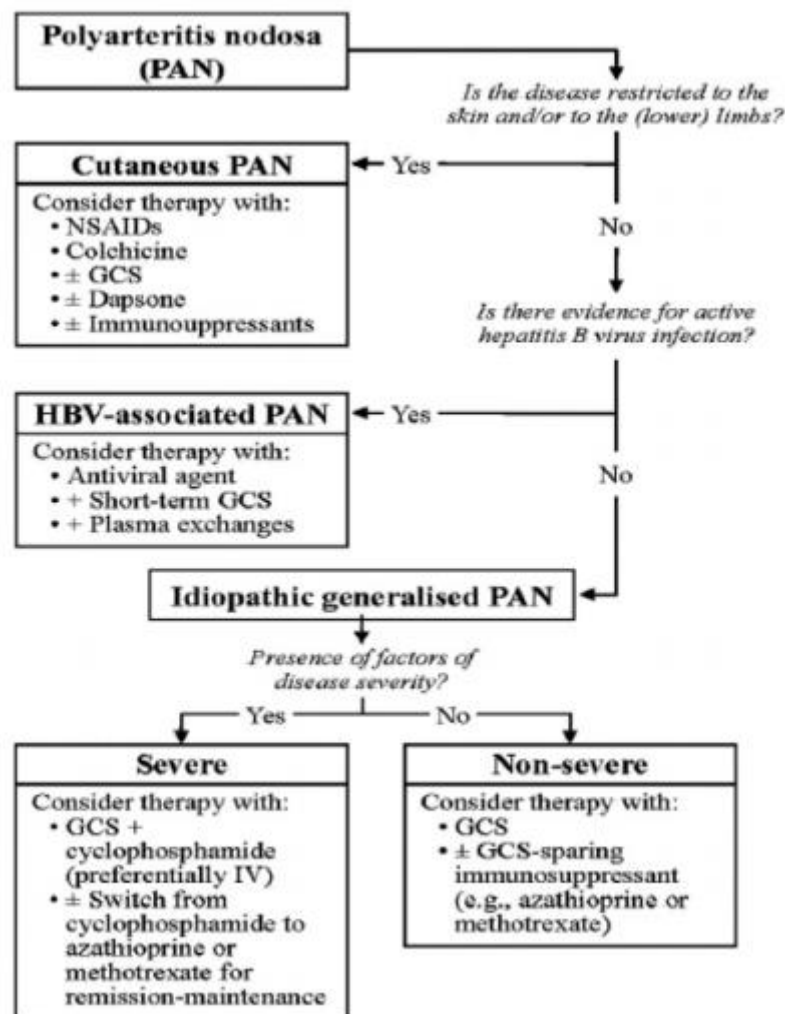 Polyarteritis nodosa
(PAN)
Is the disease restricted to the
skin and/or to the (lower) limbs?
Cutaneous PAN
Yes
Consider therapy with:
• NSAIDs
• Colchicine
• ± GCS
• ± Dapsone
• ± Immunouppressants
No
Is there evidence for active
hepatitis B virus infection?
HBV-associated PAN
Yes
Consider therapy with:
• Antiviral agent
• + Short-term GCS
• + Plasma exchanges
No
Idiopathic generalised PAN
Presence of factors of
disease severity?
Yes
No
Severe
Consider therapy with:
• GCS +
cyclophosphamide
(preferentially IV)
• ± Switch from
cyclophosphamide to
azathioprine or
methotrexate for
remission-maintenance
Non-severe
Consider therapy with:
• GCS
• ± GCS-sparing
immunosuppressant
(e.g., azathioprine or
methotrexate)